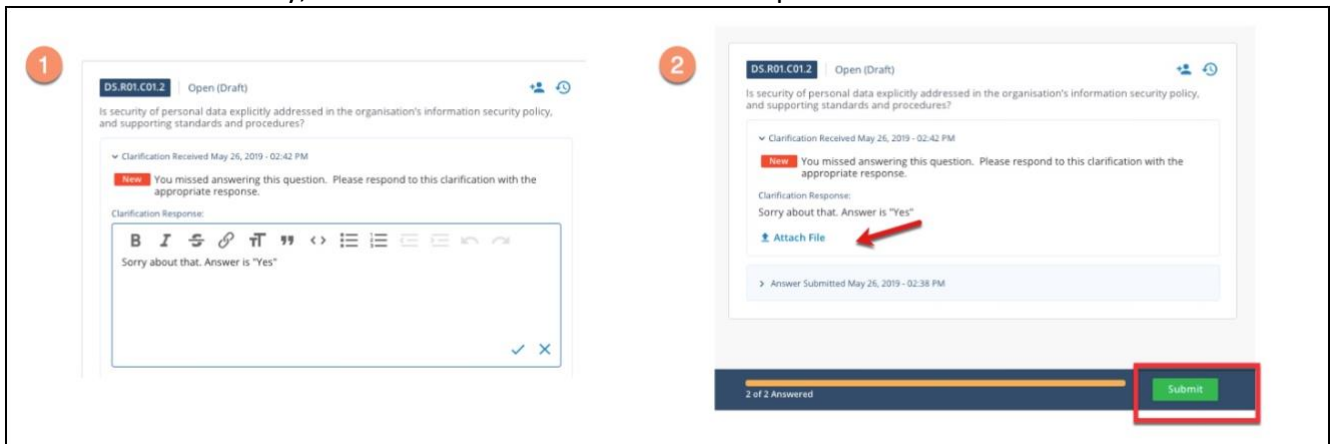 1
DS.R01.C01.2 Open (Draft)
Is security of personal data explicitly addressed in the organisation's information security policy,
and supporting standards and procedures?
Clarification Received May 26, 2019 - 02:42 PM
New You missed answering this question. Please respond to this clarification with the
appropriate response.
Clarification Response:
Sorry about that. Answer is "Yes"
2
DS.R01.C01.2 Open (Draft)
Is security of personal data explicitly addressed in the organisation's information security policy,
and supporting standards and procedures?
Clarification Received May 26, 2019 - 02:42 PM
New You missed answering this question. Please respond to this clarification with the
appropriate response.
Clarification Response:
Sorry about that. Answer is "Yes"
Attach File
Answer Submitted May 26, 2019 - 02:38 PM
2 of 2 Answered
Submit